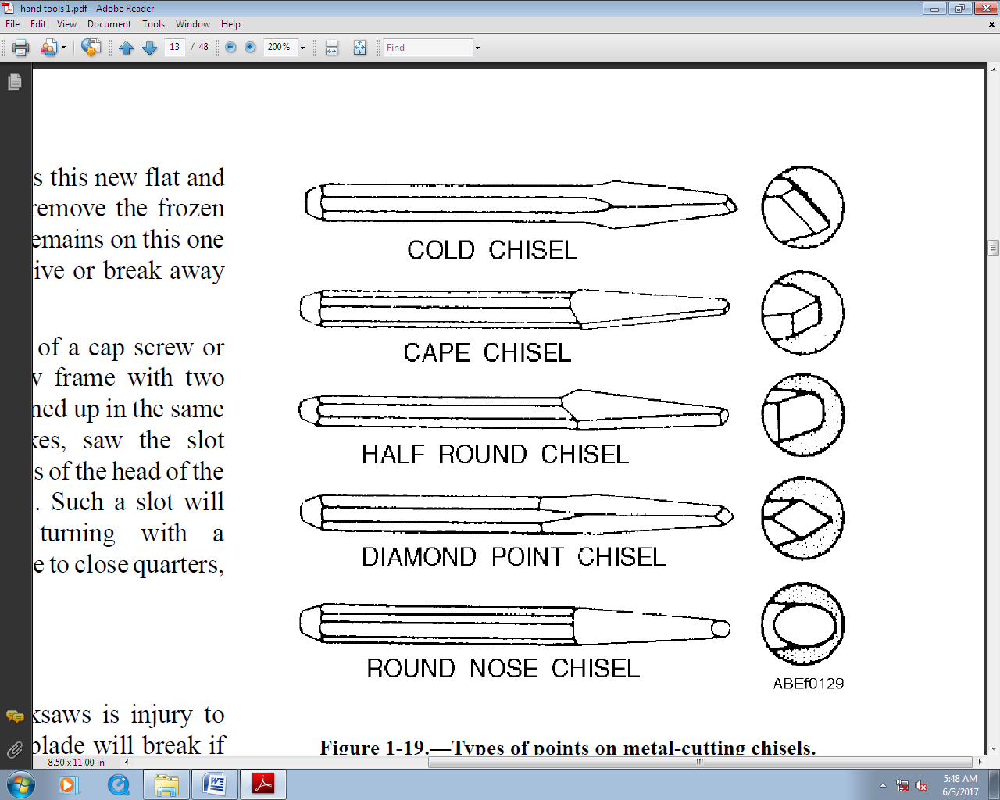 hand tools 1.pdf - Adobe Reader
File Edit View Document Tools Window Help
13 / 48 200% Find
s this new flat and
remove the frozen
emains on this one
ive or break away
of a cap screw or
w frame with two
ned up in the same
kes, saw the slot
s of the head of the
. Such a slot will
turning with a
e to close quarters,
ksaws is injury to
blade will break if
COLD CHISEL
CAPE CHISEL
HALF ROUND CHISEL
DIAMOND POINT CHISEL
ROUND NOSE CHISEL
ABEf0129
Figure 1-19.—Types of points on metal-cutting chisels.
8.50 x 11.00 in
5:48 AM
6/3/2017